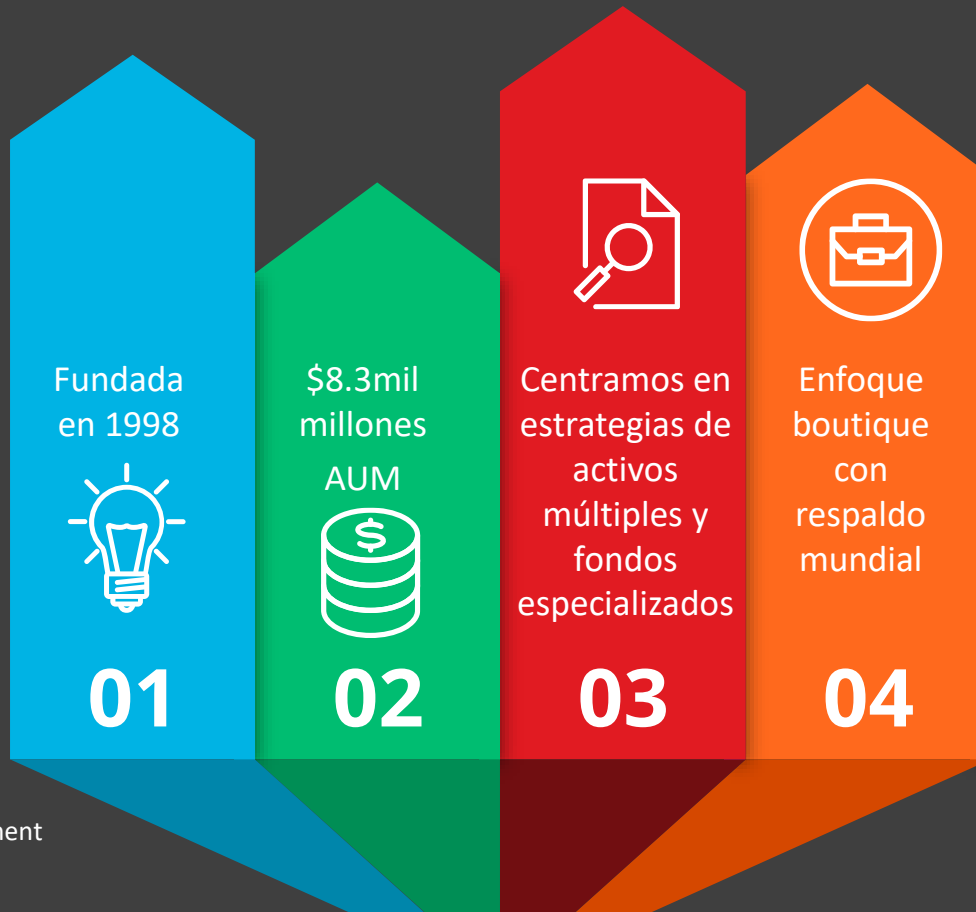 Fundada
en 1998
01
$8.3mil
millones
AUM
$
02
Centramos en
estrategias de
activos
múltiples y
fondos
especializados
03
Enfoque
boutique
con
respaldo
mundial
04